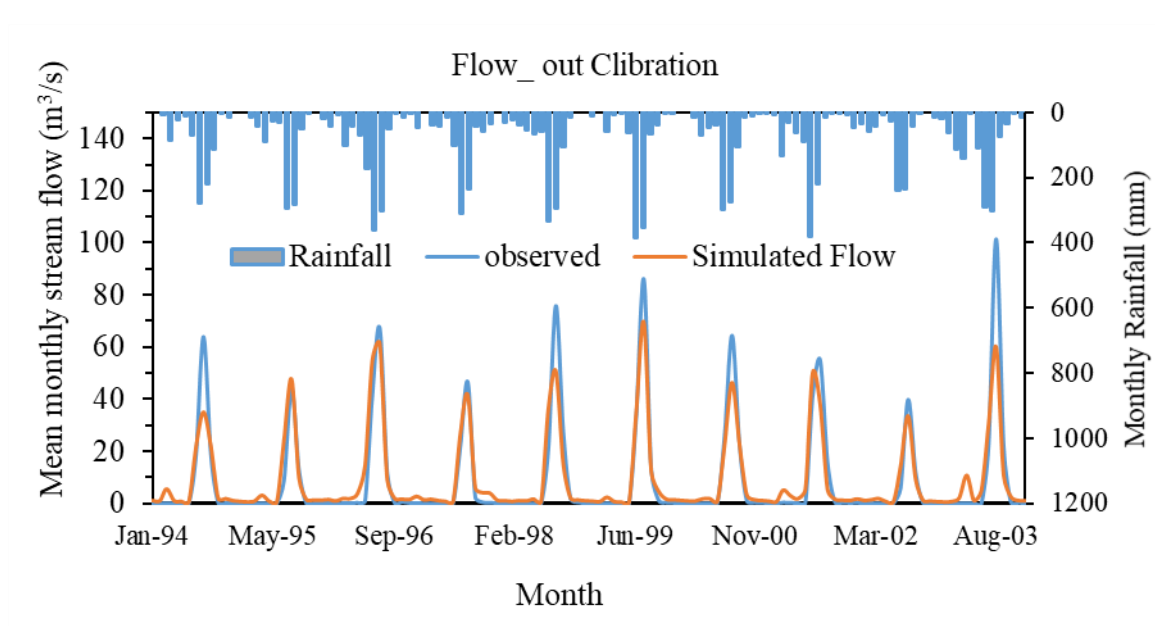 Flow_ out Clibration
Mean monthly stream flow (m³/s)
140
120
100
80
60
40
20
0
0
200
400
600
800
1000
1200
Monthly Rainfall (mm)
Rainfall observed Simulated Flow
Jan-94 May-95 Sep-96 Feb-98 Jun-99 Nov-00 Mar-02 Aug-03
Month